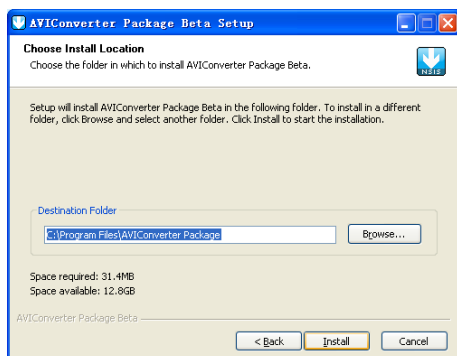 AVIConverter Package Beta Setup
Choose Install Location
Choose the folder in which to install AVIConverter Package Beta.
NSIS
Setup will install AVIConverter Package Beta in the following folder. To install in a different
folder, click Browse and select another folder. Click Install to start the installation.
Destination Folder
C:\Program Files\AVIConverter Package
Browse...
Space required: 31.4MB
Space available: 12.8GB
AVIConverter Package Beta
< Back
Install
Cancel